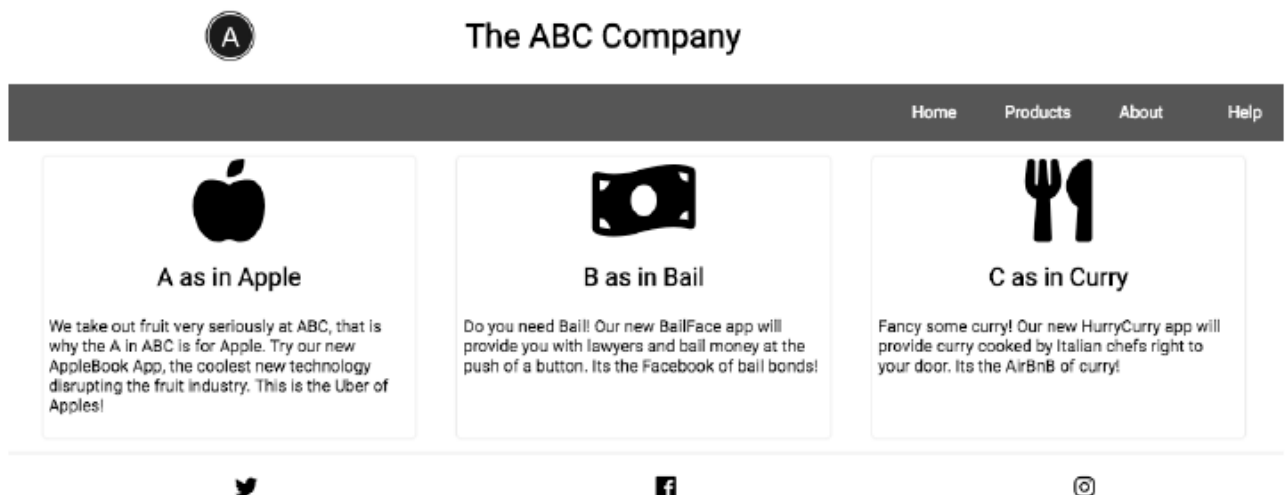 A
The ABC Company
Home Products About Help
A as in Apple
We take out fruit very seriously at ABC, that is
why the A in ABC is for Apple. Try our new
AppleBook App, the coolest new technology
disrupting the fruit industry. This is the Uber of
Apples!
B as in Bail
Do you need Bail! Our new BailFace app will
provide you with lawyers and bail money at the
push of a button. Its the Facebook of bail bonds!
C as in Curry
Fancy some curry! Our new HurryCurry app will
provide curry cooked by Italian chefs right to
your door. Its the AirBnB of curry!